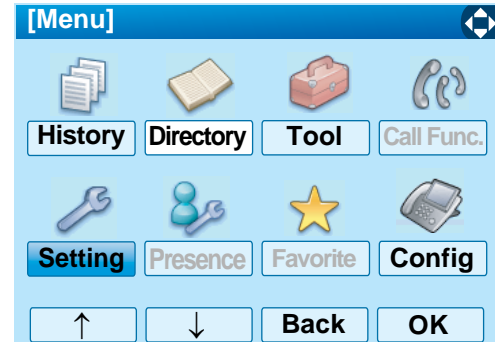 [Menu]
History Directory Tool Call Func.
Setting Presence Favorite Config
↑ ↓ Back OK